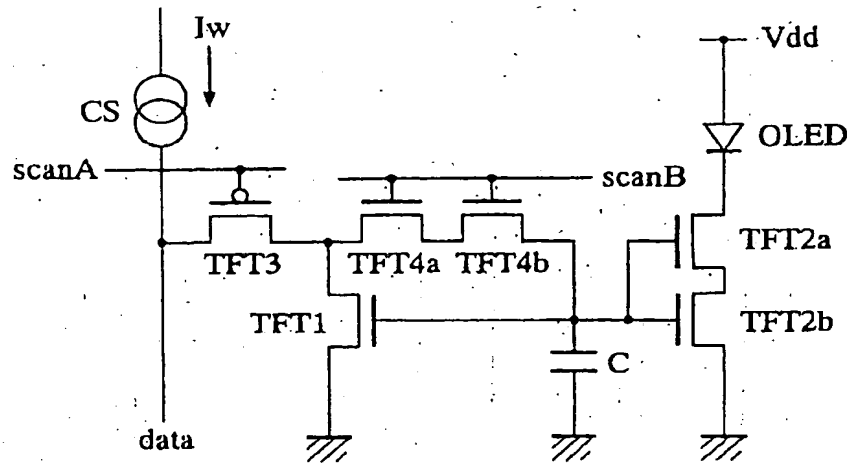 Iw
Vdd
CS
OLED
scanA
scanB
TFT3
TFT4a
TFT4b
TFT2a
TFT1
TFT2b
C
data